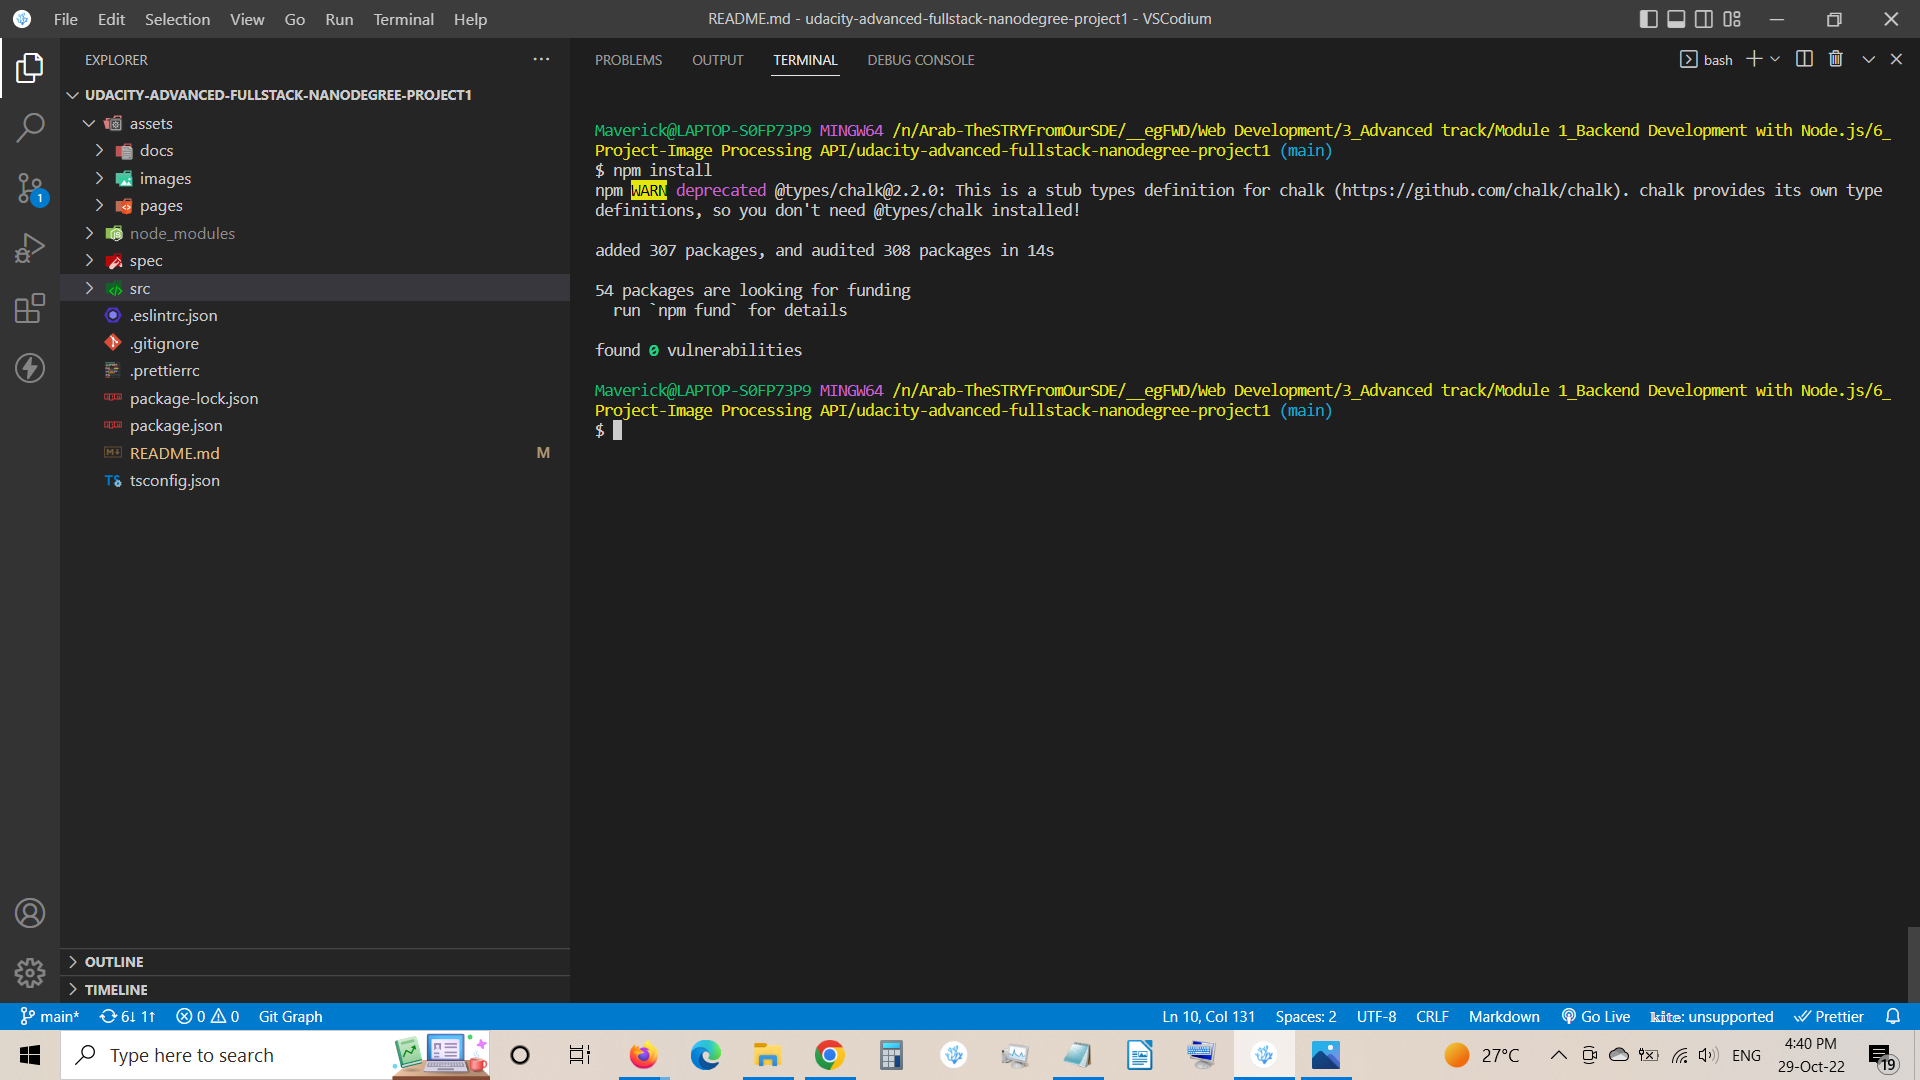 File Edit Selection View Go Run Terminal Help
README.md - udacity-advanced-fullstack-nanodegree-project1 - VSCodium
EXPLORER
UDACITY-ADVANCED-FULLSTACK-NANODEGREE-PROJECT1
assets
docs
images
pages
node_modules
spec
src
.eslintrc.json
.gitignore
.prettierrc
package-lock.json
package.json
README.md M
tsconfig.json
OUTLINE
TIMELINE
1
PROBLEMS OUTPUT TERMINAL DEBUG CONSOLE
bash
Maverick@LAPTOP-S0FP73P9 MINGW64 /n/Arab-TheSTRYFromOurSDE/__egFWD/Web Development/3_Advanced track/Module 1_Backend Development with Node.js/6_
Project-Image Processing API/udacity-advanced-fullstack-nanodegree-project1 (main)
$ npm install
npm WARN deprecated @types/chalk@2.2.0: This is a stub types definition for chalk (https://github.com/chalk/chalk). chalk provides its own type
definitions, so you don't need @types/chalk installed!
added 307 packages, and audited 308 packages in 14s
54 packages are looking for funding
run `npm fund` for details
found 0 vulnerabilities
Maverick@LAPTOP-S0FP73P9 MINGW64 /n/Arab-TheSTRYFromOurSDE/__egFWD/Web Development/3_Advanced track/Module 1_Backend Development with Node.js/6_
Project-Image Processing API/udacity-advanced-fullstack-nanodegree-project1 (main)
$
main* 6↓ 1↑ 0 0 Git Graph
Ln 10, Col 131 Spaces: 2 UTF-8 CRLF Markdown Go Live kite: unsupported Prettier
Type here to search
27°C ENG
4:40 PM
29-Oct-22
19